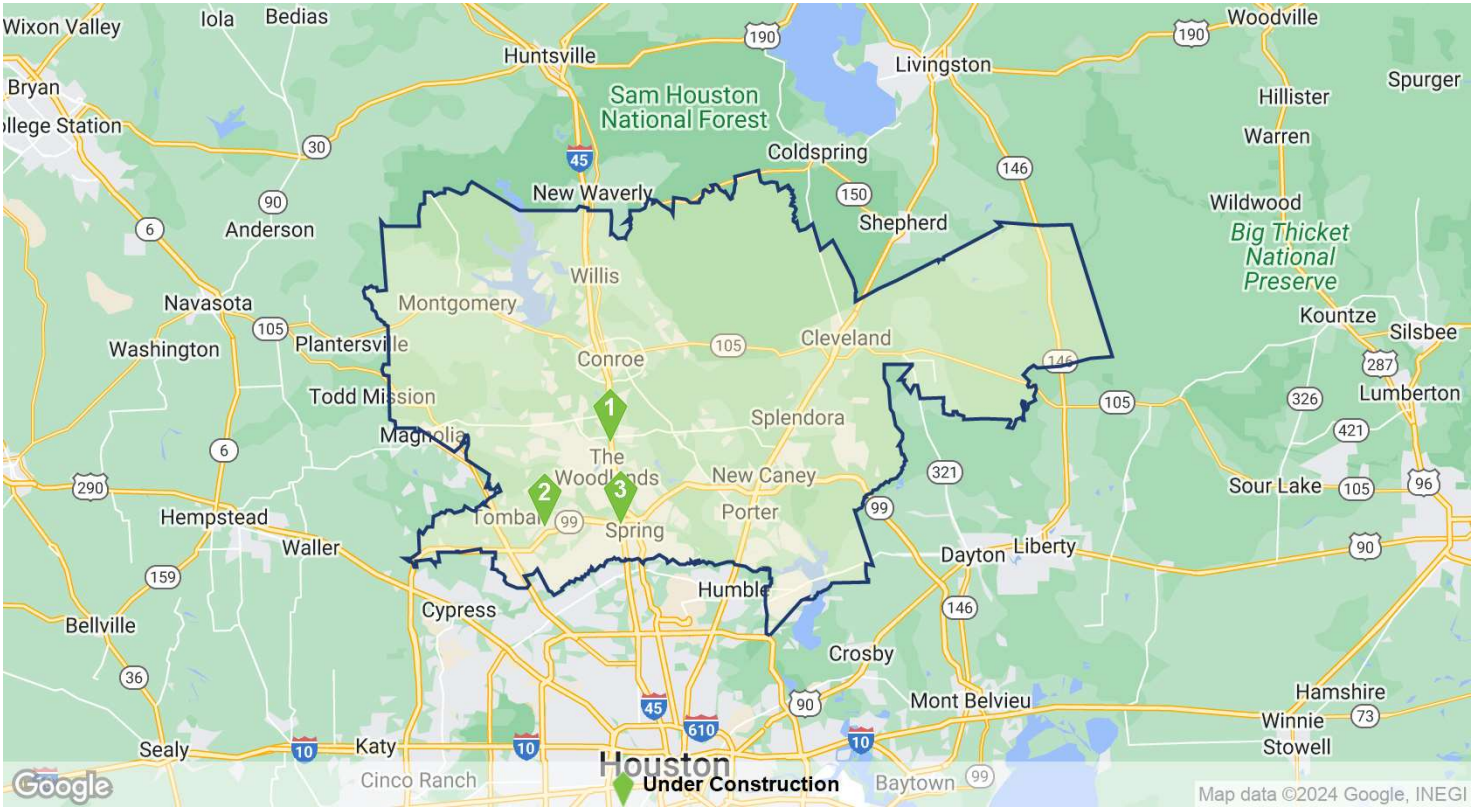 Wixon Valley
Iola
Bedias
190
Woodville
190
Huntsville
Livingston
Bryan
Spurger
Sam Houston
National Forest
Hillister
ollege Station
Warren
30
45
Coldspring
146
New Waverly
150
90
Shepherd
Wildwood
6
Anderson
Big Thicket
National
Preserve
Willis
Navasota
Montgomery
Kountze
105
Silsbee
Washington
Plantersville
105
Cleveland
Conroe
146
287
Todd Mission
1
Lumberton
105
326
Splendora
Magnolia
421
6
The
Woodlands
New Caney
321
290
2
3
Sour Lake
105
96
Hempstead
Tombal
99
Spring
Porter
99
Waller
Dayton
Liberty
90
159
Humble
Cypress
146
Bellville
Crosby
36
45
90
Mont Belvieu
Hamshire
610
73
Winnie
Sealy
10
Katy
10
10
Stowell
Houston
Google
Cinco Ranch
Under Construction
Baytown
99
Map data ©2024 Google, INEGI